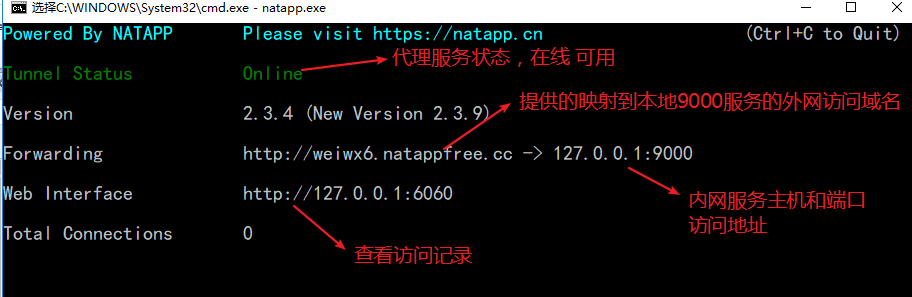 选择C:\WINDOWS\System32\cmd.exe - natapp.exe
Powered By NATAPP Please visit https://natapp.cn (Ctrl+C to Quit)
代理服务状态，在线 可用
Tunnel Status Online
提供的映射到本地9000服务的外网访问域名
Version 2.3.4 (New Version 2.3.9)
Forwarding http://weiwx6.natappfree.cc -> 127.0.0.1:9000
Web Interface http://127.0.0.1:6060
内网服务主机和端口
访问地址
Total Connections 0
查看访问记录